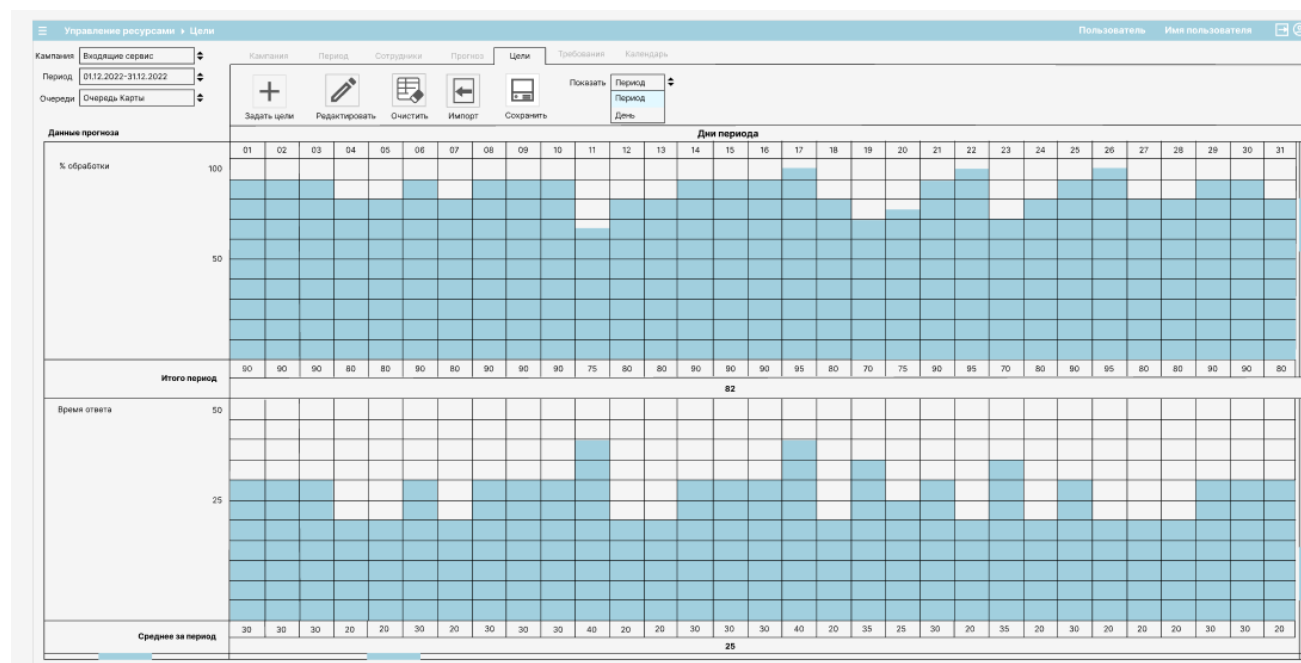 Управление ресурсами › Цели Пользователь Имя пользователя
Кампания Входящие сервис
Период 01.12.2022-31.12.2022
Очереди Очередь Карты
Кампания Период Сотрудники Прогноз Цели Требования Календарь
Показать Период
Период
День
Задать цели Редактировать Очистить Импорт Сохранить
Данные прогноза Дни периода
01 02 03 04 05 06 07 08 09 10 11 12 13 14 15 16 17 18 19 20 21 22 23 24 25 26 27 28 29 30 31
% обработки 100
50
90 90 90 80 80 90 80 90 90 90 75 80 80 90 90 90 95 80 70 75 90 95 70 80 90 95 80 80 90 90 80
Итого период
82
Время ответа 50
25
30 30 30 20 20 30 20 30 30 30 40 20 20 30 30 30 40 20 35 25 30 20 35 20 30 20 20 20 30 30 20
Среднее за период
25